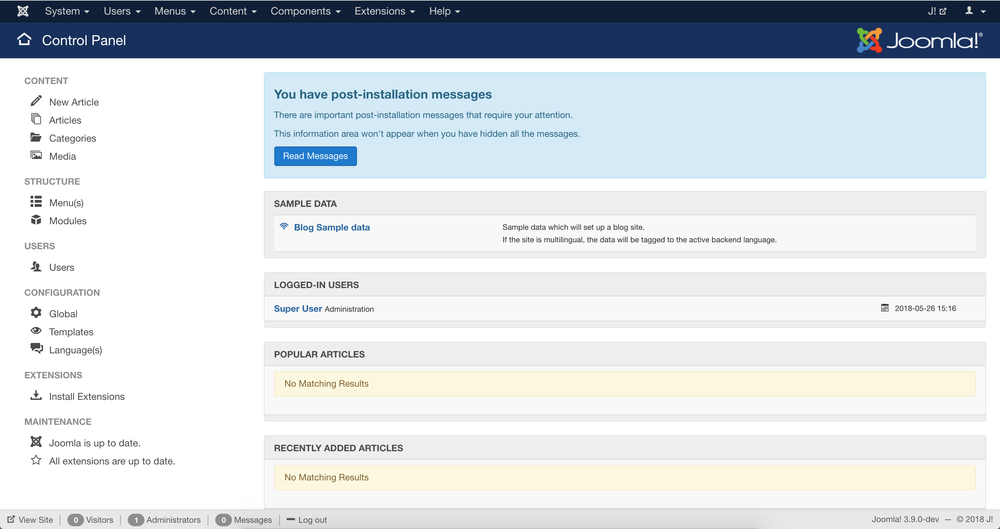 System Users Menus Content Components Extensions Help J!
Control Panel
Joomla!®
CONTENT
New Article
Articles
Categories
Media
STRUCTURE
Menu(s)
Modules
USERS
Users
CONFIGURATION
Global
Templates
Language(s)
EXTENSIONS
Install Extensions
MAINTENANCE
Joomla is up to date.
All extensions are up to date.
You have post-installation messages
There are important post-installation messages that require your attention.
This information area won't appear when you have hidden all the messages.
Read Messages
SAMPLE DATA
Blog Sample data
Sample data which will set up a blog site.
If the site is multilingual, the data will be tagged to the active backend language.
LOGGED-IN USERS
Super User Administration 2018-05-26 15:16
POPULAR ARTICLES
No Matching Results
RECENTLY ADDED ARTICLES
No Matching Results
View Site 0 Visitors 1 Administrators 0 Messages Log out Joomla! 3.9.0-dev — © 2018 J!